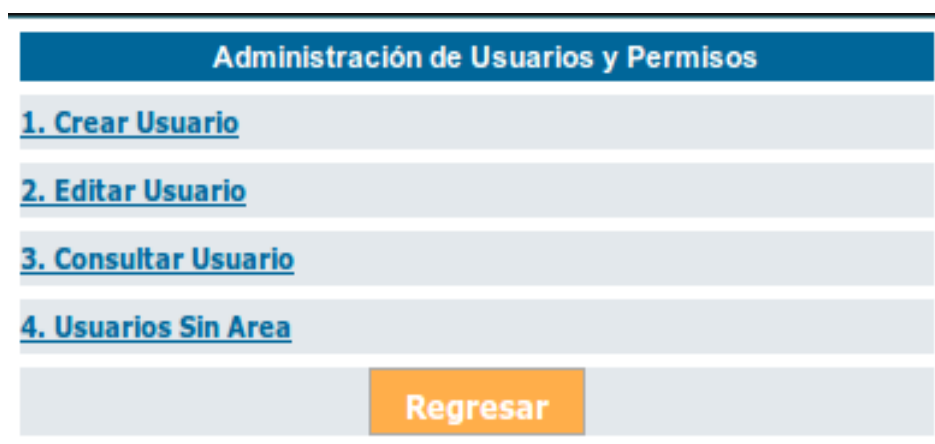 Administración de Usuarios y Permisos
1. Crear Usuario
2. Editar Usuario
3. Consultar Usuario
4. Usuarios Sin Area
Regresar